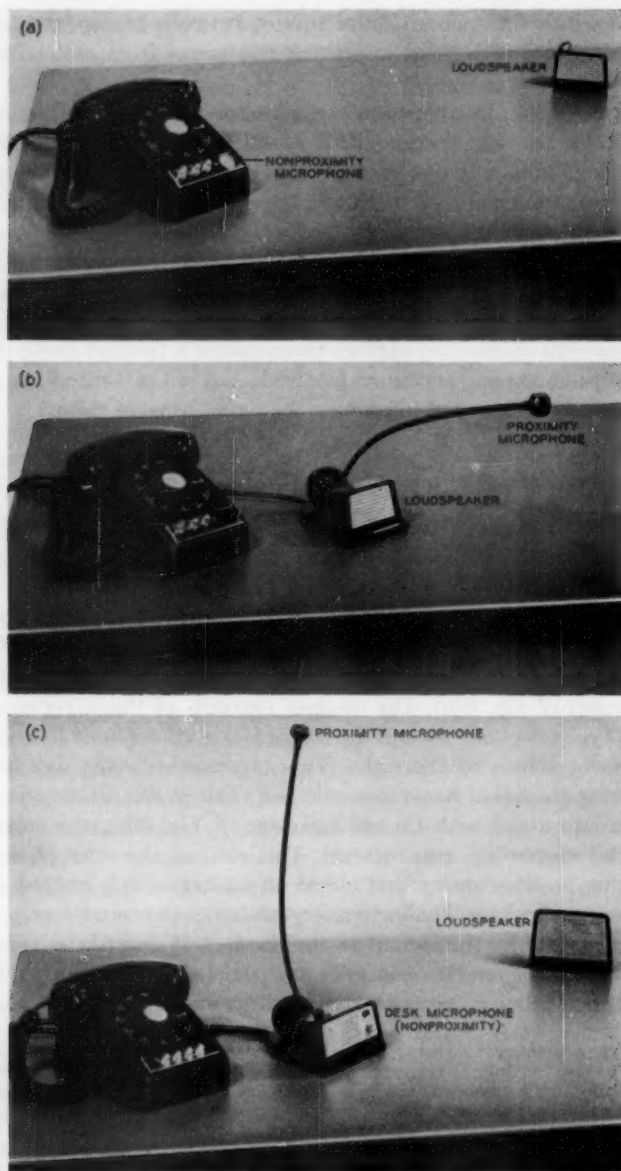 (a)
LOUDSPEAKER
NONPROXIMITY
MICROPHONE
(b)
PROXIMITY
MICROPHONE
LOUDSPEAKER
(c)
PROXIMITY MICROPHONE
LOUDSPEAKER
DESK MICROPHONE
(NONPROXIMITY)